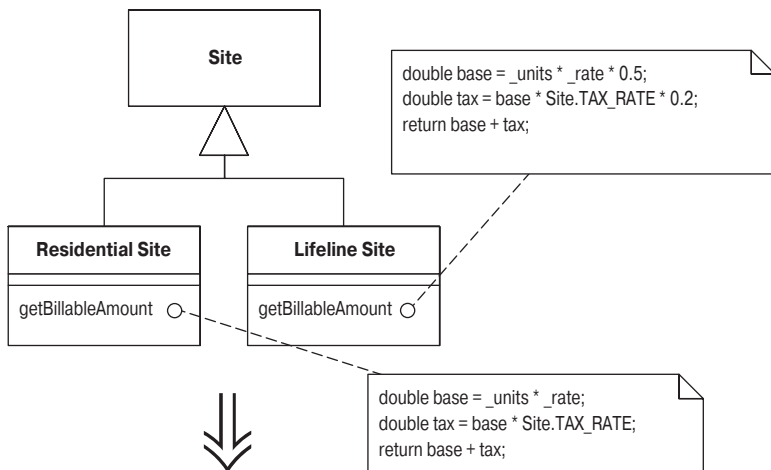 Site
double base = _units * _rate * 0.5;
double tax = base * Site.TAX_RATE * 0.2;
return base + tax;
Residential Site
Lifeline Site
getBillableAmount
getBillableAmount
double base = _units * _rate;
double tax = base * Site.TAX_RATE;
return base + tax;